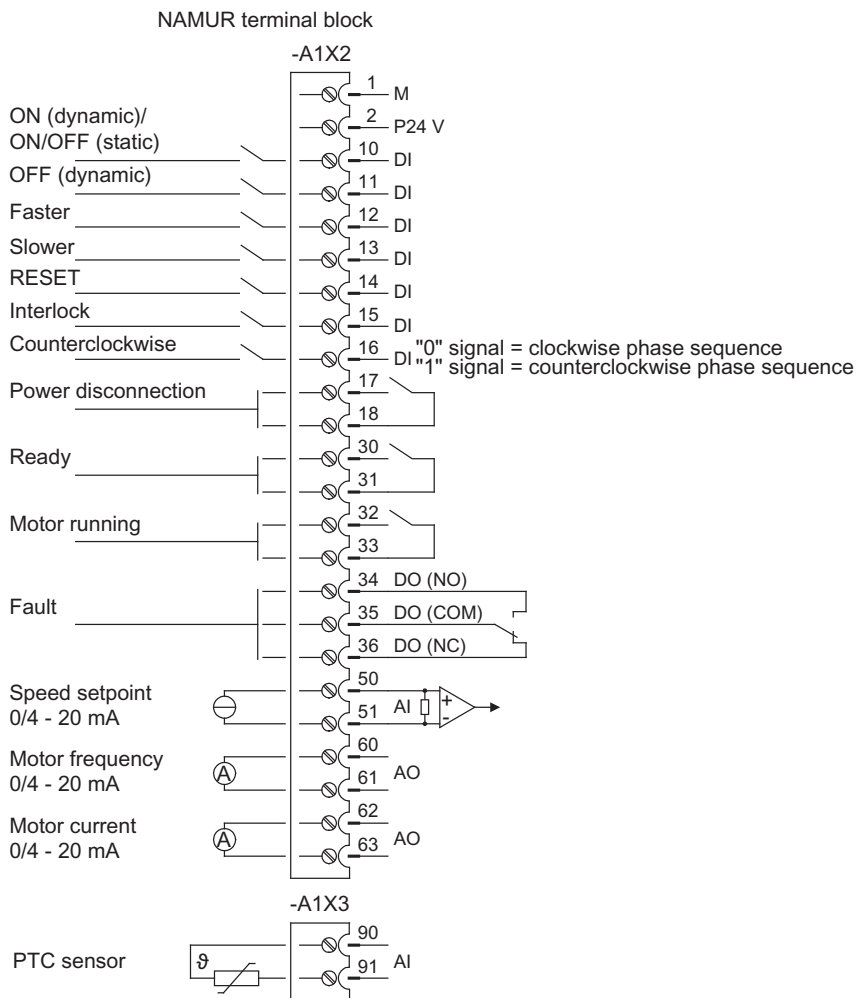 NAMUR terminal block
-A1X2
1 M
ON (dynamic)/
2 P24 V
ON/OFF (static)
10 DI
OFF (dynamic)
11 DI
Faster
12 DI
Slower
13 DI
RESET
14 DI
Interlock
15 DI
Counterclockwise
16 DI "0" signal = clockwise phase sequence
"1" signal = counterclockwise phase sequence
Power disconnection
17
18
Ready
30
31
Motor running
32
33
34 DO (NO)
Fault
35 DO (COM)
36 DO (NC)
Speed setpoint
0/4 - 20 mA
50
AI + -
51
Motor frequency
0/4 - 20 mA
A
60
AO
61
Motor current
0/4 - 20 mA
A
62
AO
63
-A1X3
PTC sensor
ϑ
90
AI
91